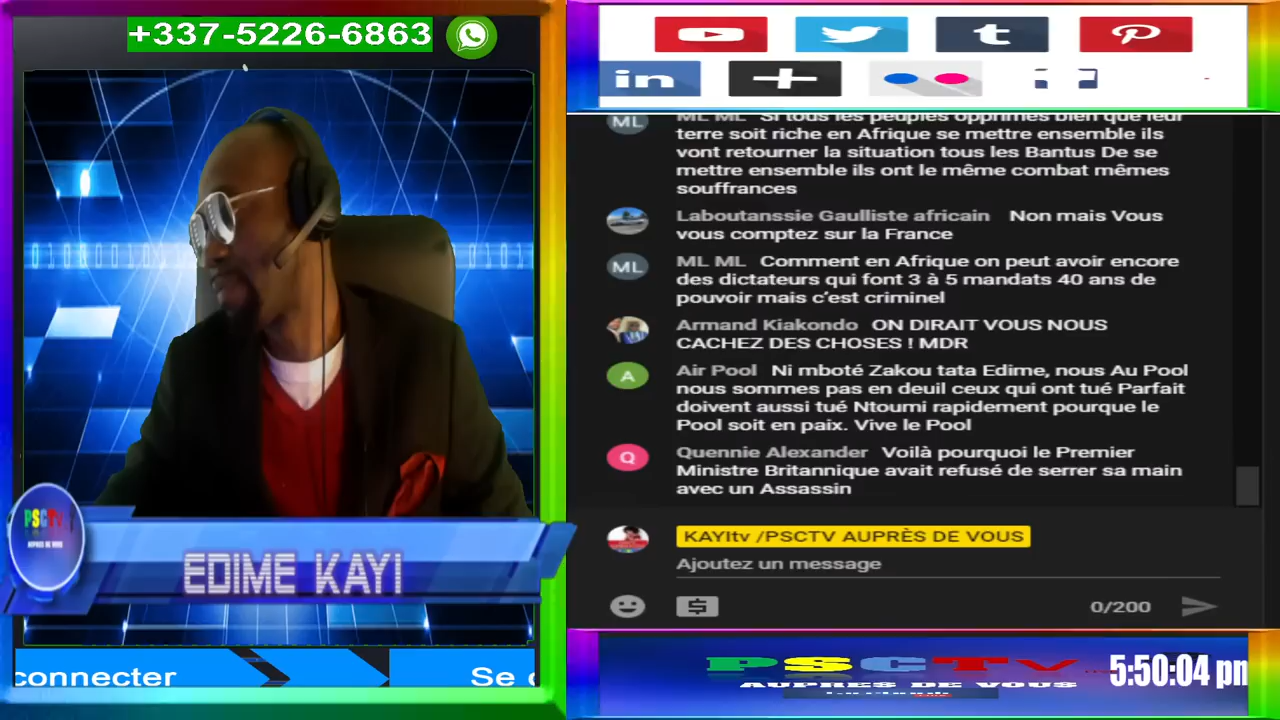 +337-5226-6863
in
ML
ML ML Si tous les peuples opprimés bien que leur
terre soit riche en Afrique se mettre ensemble ils
vont retourner la situation tous les Bantus De se
mettre ensemble ils ont le même combat mêmes
souffrances
Laboutanssie Gaulliste africain Non mais Vous
vous comptez sur la France
ML
ML ML Comment en Afrique on peut avoir encore
des dictateurs qui font 3 à 5 mandats 40 ans de
pouvoir mais c'est criminel
Armand Kiakondo ON DIRAIT VOUS NOUS
CACHEZ DES CHOSES ! MDR
A
Air Pool Ni mboté Zakou tata Edime, nous Au Pool
nous sommes pas en deuil ceux qui ont tué Parfait
doivent aussi tué Ntoumi rapidement pourque le
Pool soit en paix. Vive le Pool
Q
Quennie Alexander Voilà pourquoi le Premier
Ministre Britannique avait refusé de serrer sa main
avec un Assassin
KAYItv /PSCTV AUPRÈS DE VOUS
Ajoutez un message
0/200
PSCTv
AUPRES DE VOUS
EDIME KAYI
connecter
Se
PSCTv
AUPRES DE VOUS
5:50:04 pm